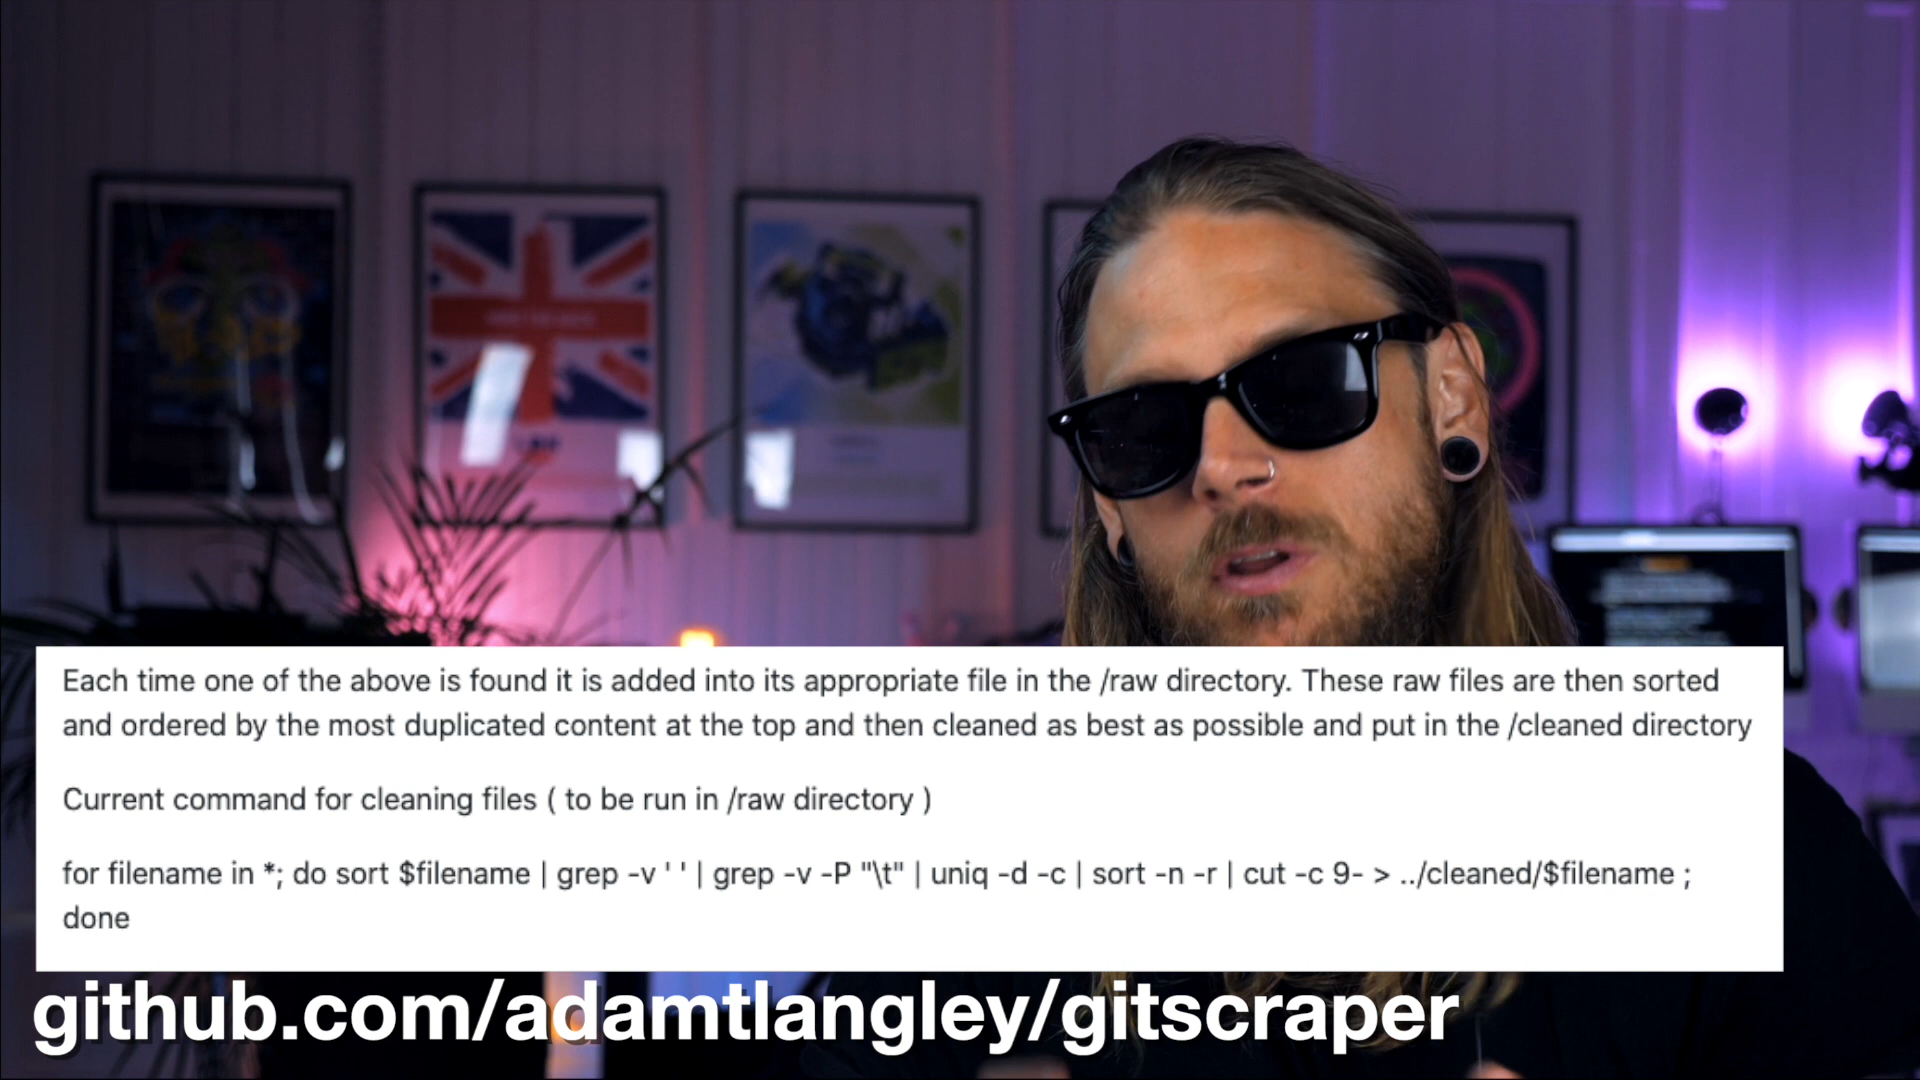 Each time one of the above is found it is added into its appropriate file in the /raw directory. These raw files are then sorted
and ordered by the most duplicated content at the top and then cleaned as best as possible and put in the /cleaned directory
Current command for cleaning files ( to be run in /raw directory )
for filename in *; do sort $filename | grep -v ' ' | grep -v -P "\t" | uniq -d -c | sort -n -r | cut -c 9- > ../cleaned/$filename ;
done
github.com/adamtlangley/gitscraper